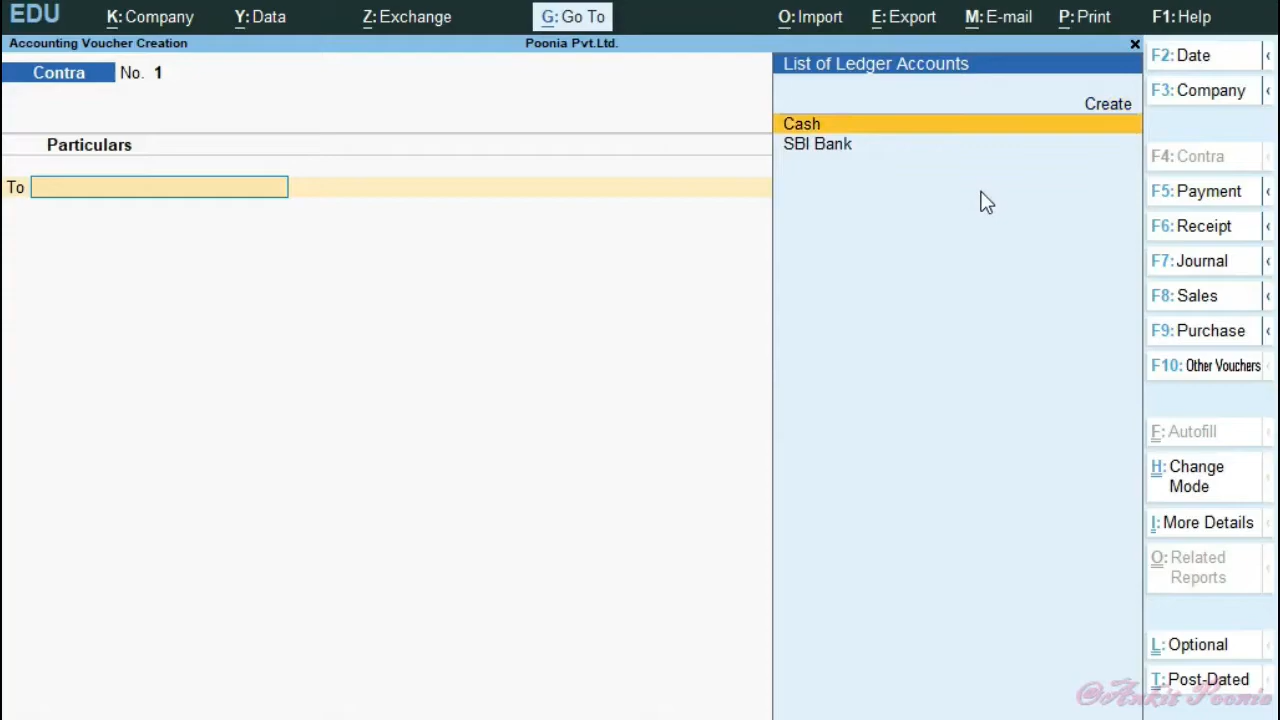 EDU
K: Company Y: Data Z: Exchange G: Go To O: Import E: Export M: E-mail P: Print F1: Help
Accounting Voucher Creation Poonia Pvt.Ltd. ×
Contra No. 1
Particulars
To
List of Ledger Accounts
Create
Cash
SBI Bank
F2: Date
F3: Company
F4: Contra
F5: Payment
F6: Receipt
F7: Journal
F8: Sales
F9: Purchase
F10: Other Vouchers
F: Autofill
H: Change
Mode
I: More Details
O: Related
Reports
L: Optional
T: Post-Dated
©Ankit Poonia